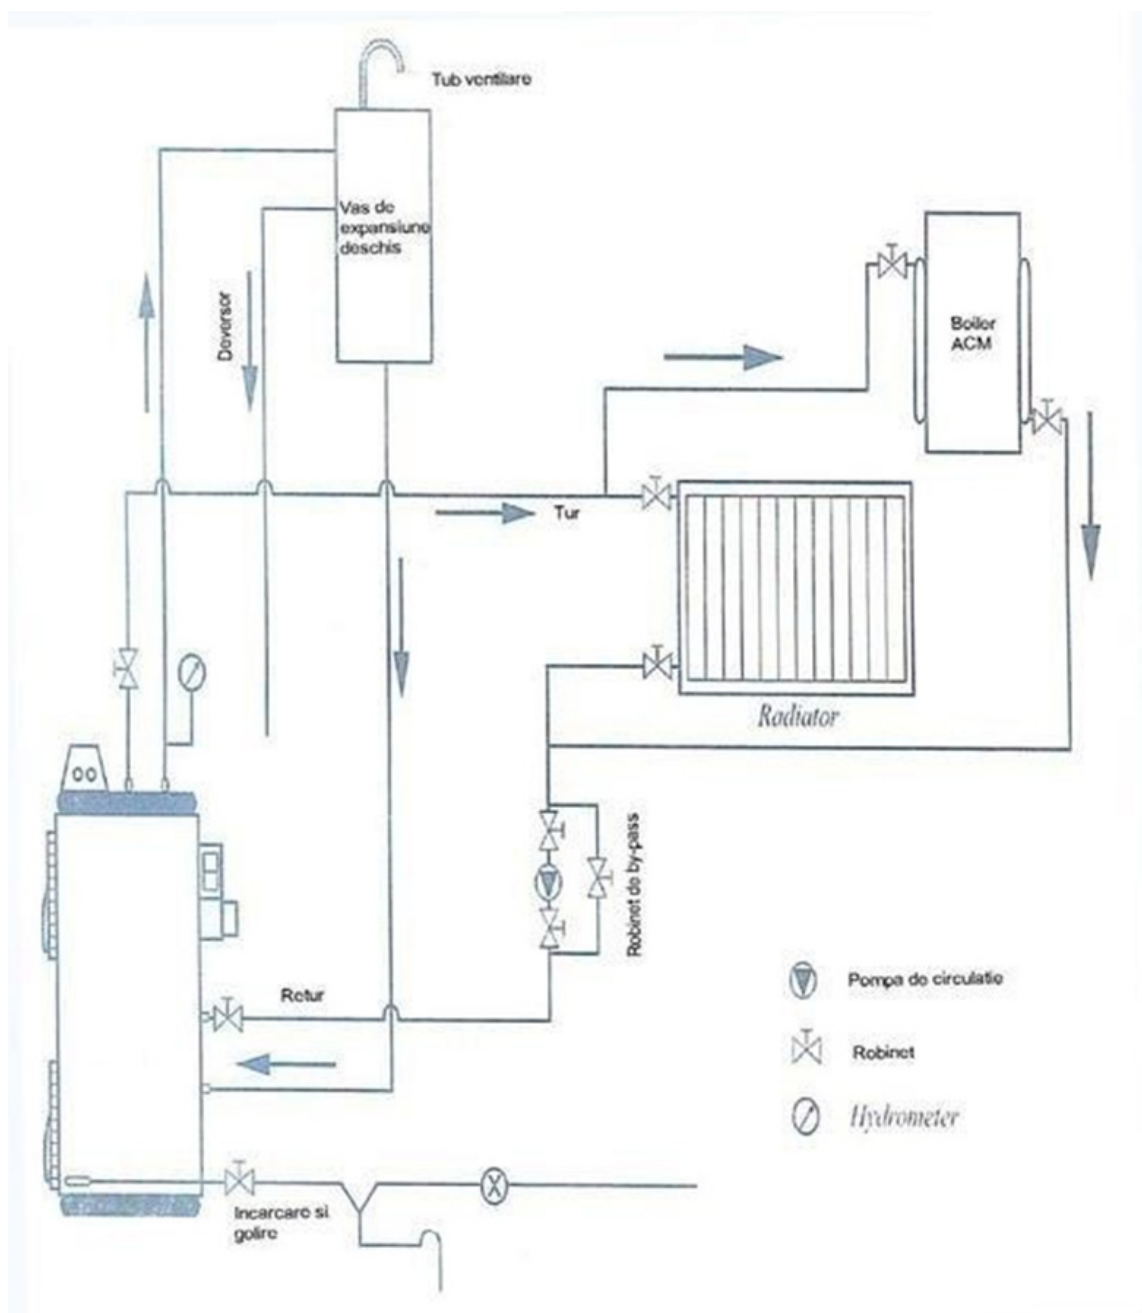 Tub ventilare
Vas de
expansiune
deschis
Deversor
Boiler
ACM
Tur
Radiator
Robinet de by-pass
Retur
Pompa de circulatie
Robinet
Hydrometer
Incarcare si
golire